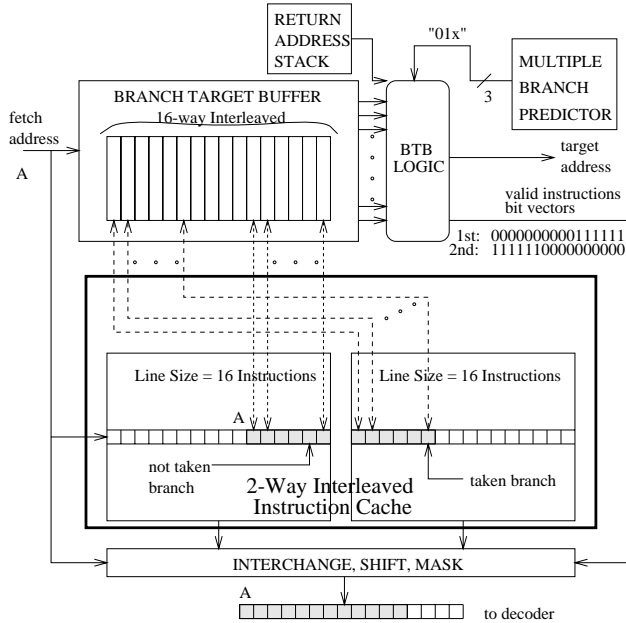 RETURN
ADDRESS
STACK
"01x"
3
MULTIPLE
BRANCH
PREDICTOR
fetch
address
A
BRANCH TARGET BUFFER
16-way Interleaved
BTB
LOGIC
target
address
valid instructions
bit vectors
1st: 0000000000111111
2nd: 1111110000000000
Line Size = 16 Instructions
Line Size = 16 Instructions
A
not taken
branch
taken branch
2-Way Interleaved
Instruction Cache
INTERCHANGE, SHIFT, MASK
A
to decoder